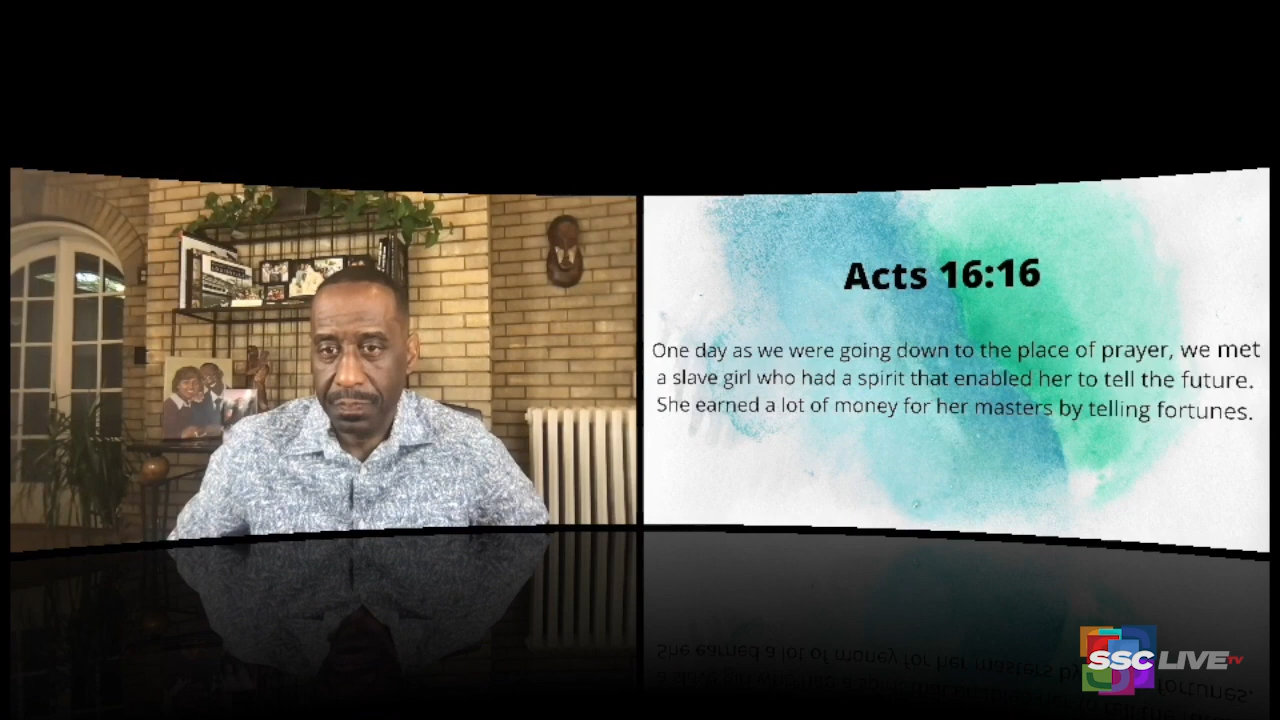 Acts 16:16
One day as we were going down to the place of prayer, we met
a slave girl who had a spirit that enabled her to tell the future.
She earned a lot of money for her masters by telling fortunes.
SSC LIVE TV